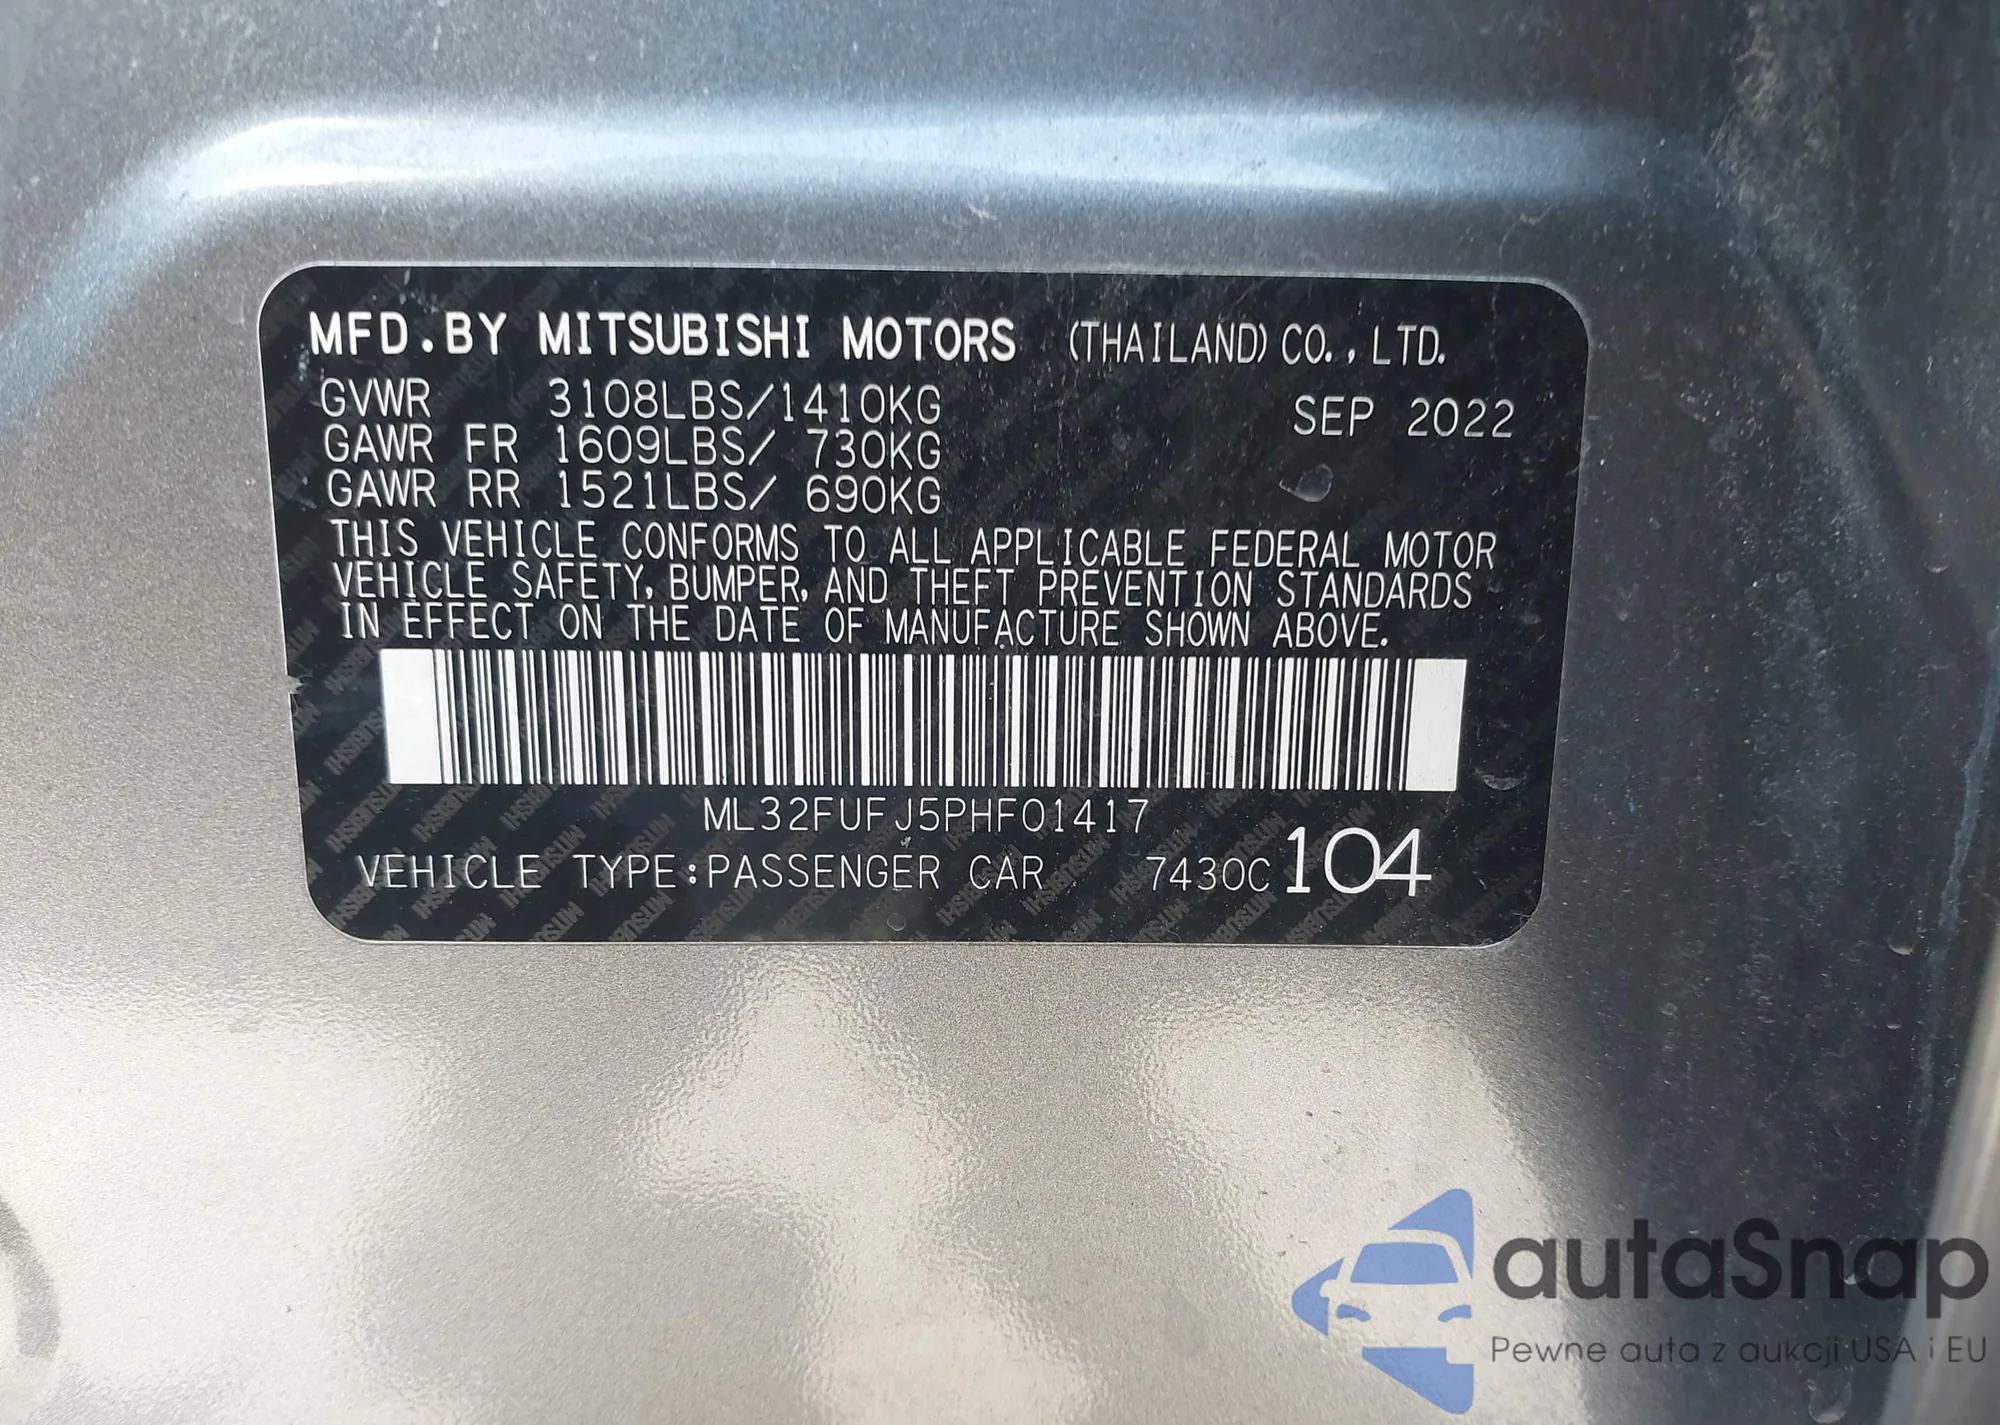 MFD.BY MITSUBISHI MOTORS (THAILAND) CO., LTD.
GVWR 3108LBS/1410KG SEP 2022
GAWR FR 1609LBS/ 730KG
GAWR RR 1521LBS/ 690KG
THIS VEHICLE CONFORMS TO ALL APPLICABLE FEDERAL MOTOR
VEHICLE SAFETY, BUMPER, AND THEFT PREVENTION STANDARDS
IN EFFECT ON THE DATE OF MANUFACTURE SHOWN ABOVE.
ML32FUFJ5PHF01417
VEHICLE TYPE:PASSENGER CAR 7430C 104
autaSnap
Pewne auta z aukcji USA i EU